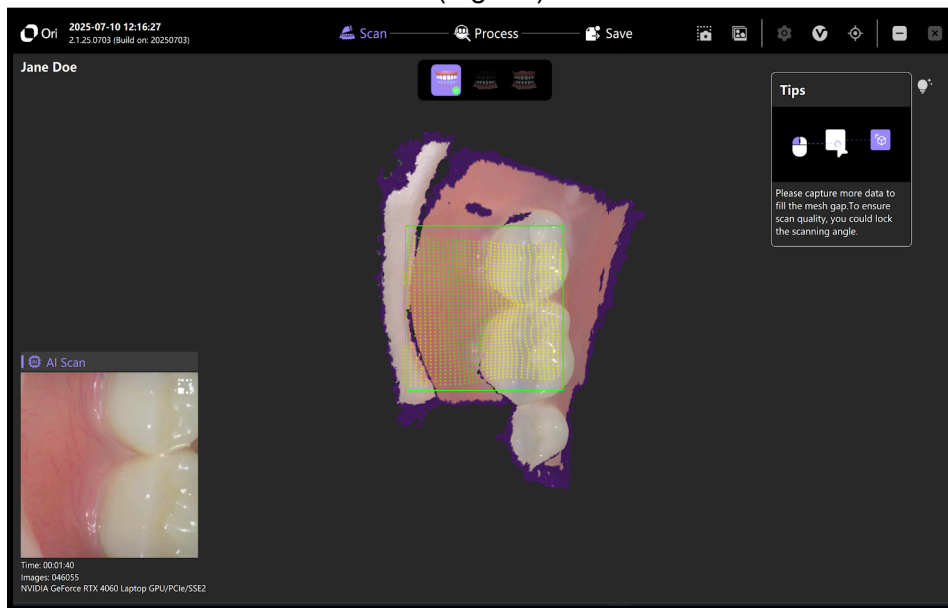 Ori
2025-07-10 12:16:27
2.1.25.0703 (Build on: 20250703)
Scan
Process
Save
Jane Doe
Tips
Please capture more data to
fill the mesh gap.To ensure
scan quality, you could lock
the scanning angle.
AI Scan
Time: 00:01:40
Images: 046055
NVIDIA GeForce RTX 4060 Laptop GPU/PCIe/SSE2